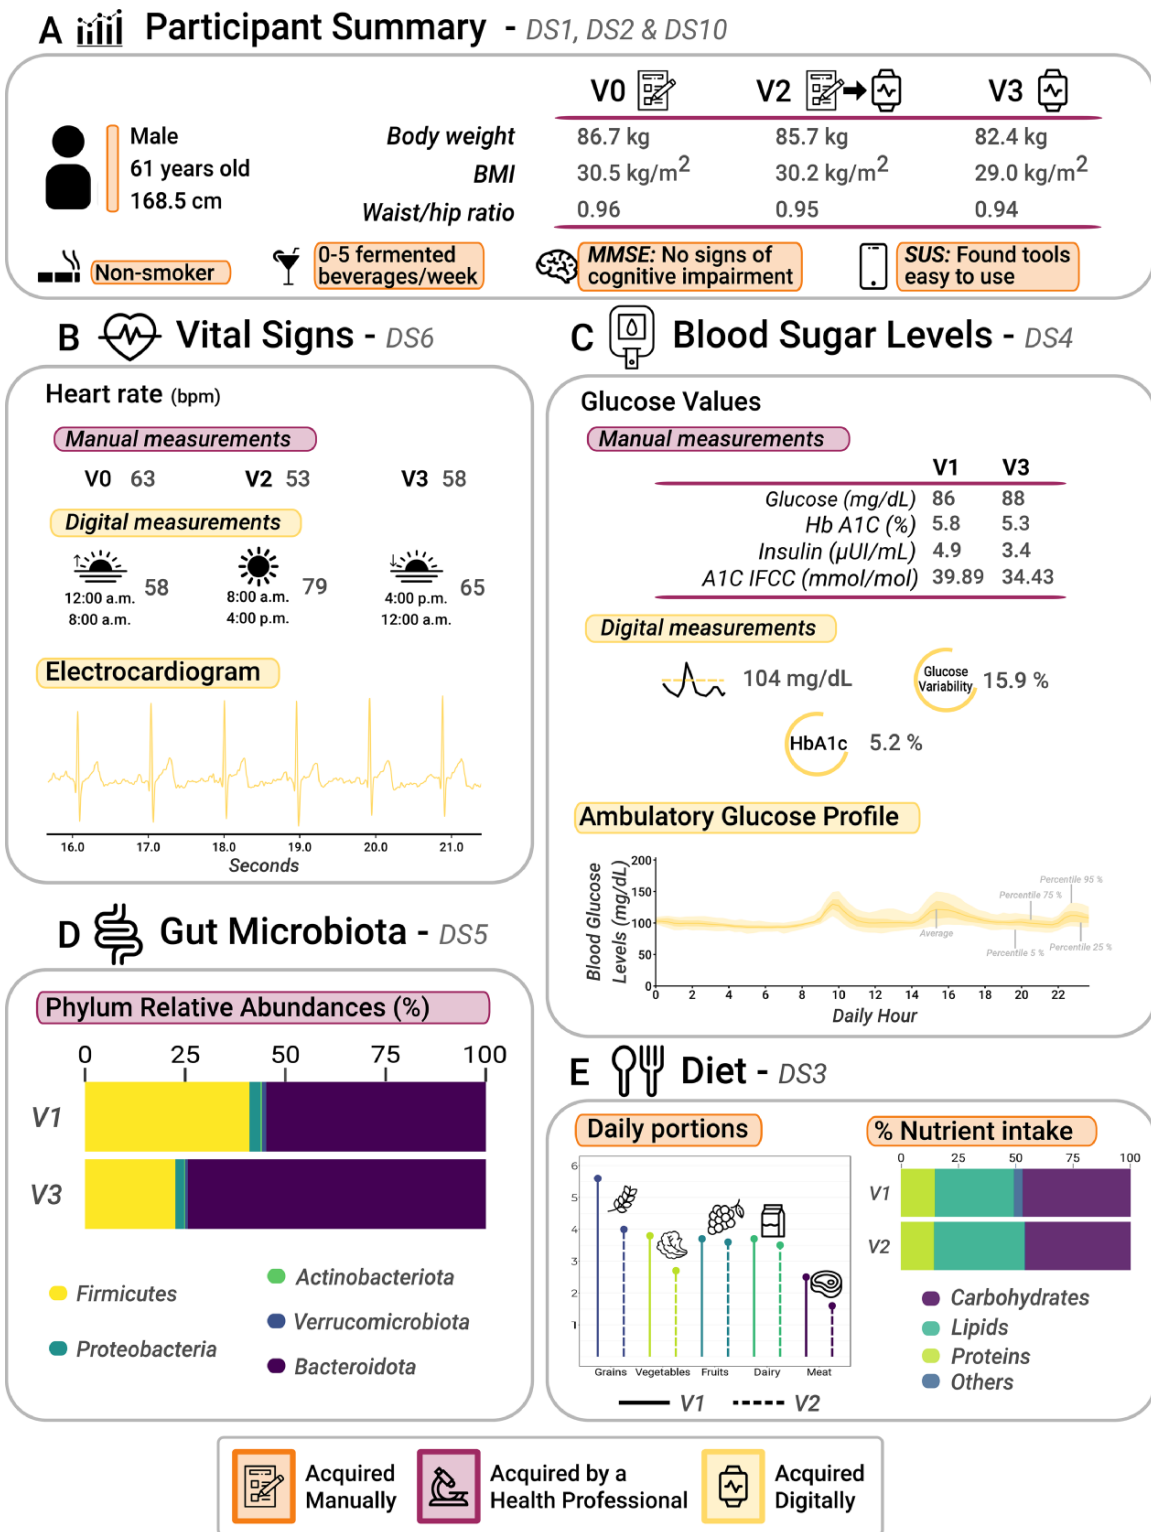 A Participant Summary - DS1, DS2 & DS10
V0 V2 V3
Male
61 years old
168.5 cm
Body weight 86.7 kg 85.7 kg 82.4 kg
BMI 30.5 kg/m² 30.2 kg/m² 29.0 kg/m²
Waist/hip ratio 0.96 0.95 0.94
Non-smoker
0-5 fermented
beverages/week
MMSE: No signs of
cognitive impairment
SUS: Found tools
easy to use
B Vital Signs - DS6
Heart rate (bpm)
Manual measurements
V0 63 V2 53 V3 58
Digital measurements
12:00 a.m.
8:00 a.m.
58
8:00 a.m.
4:00 p.m.
79
4:00 p.m.
12:00 a.m.
65
Electrocardiogram
16.0 17.0 18.0 19.0 20.0 21.0
Seconds
C Blood Sugar Levels - DS4
Glucose Values
Manual measurements
V1 V3
Glucose (mg/dL) 86 88
Hb A1C (%) 5.8 5.3
Insulin (µUI/mL) 4.9 3.4
A1C IFCC (mmol/mol) 39.89 34.43
Digital measurements
104 mg/dL
Glucose
Variability
15.9 %
HbA1c 5.2 %
Ambulatory Glucose Profile
Blood Glucose
Levels (mg/dL)
200
150
100
50
0
Percentile 95 %
Percentile 75 %
Average
Percentile 5 %
Percentile 25 %
0 2 4 6 8 10 12 14 16 18 20 22
Daily Hour
D Gut Microbiota - DS5
Phylum Relative Abundances (%)
0 25 50 75 100
V1
V3
Firmicutes
Proteobacteria
Actinobacteriota
Verrucomicrobiota
Bacteroidota
E Diet - DS3
Daily portions
6
5
4
3
2
1
Grains Vegetables Fruits Dairy Meat
V1 V2
% Nutrient intake
0 25 50 75 100
V1
V2
Carbohydrates
Lipids
Proteins
Others
Acquired
Manually
Acquired by a
Health Professional
Acquired
Digitally